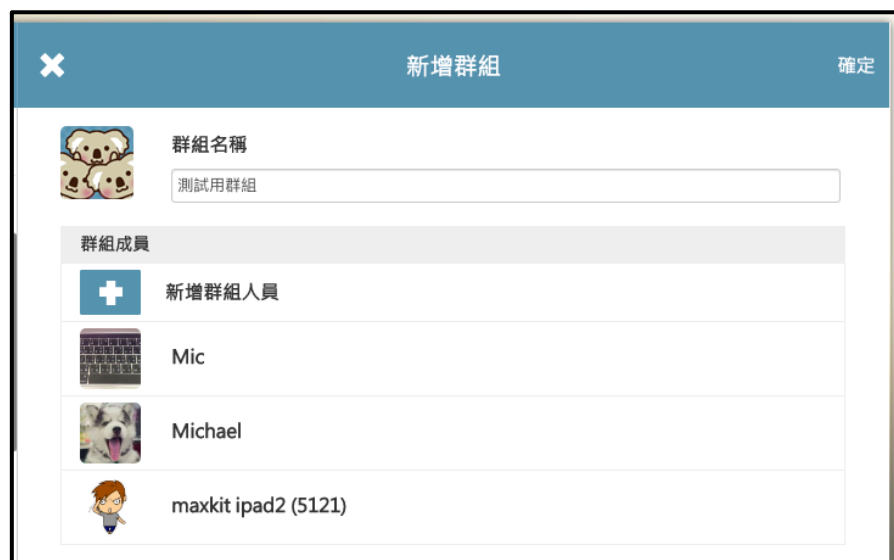 新增群組
確定
群組名稱
測試用群組
群組成員
新增群組人員
Mic
Michael
maxkit ipad2 (5121)